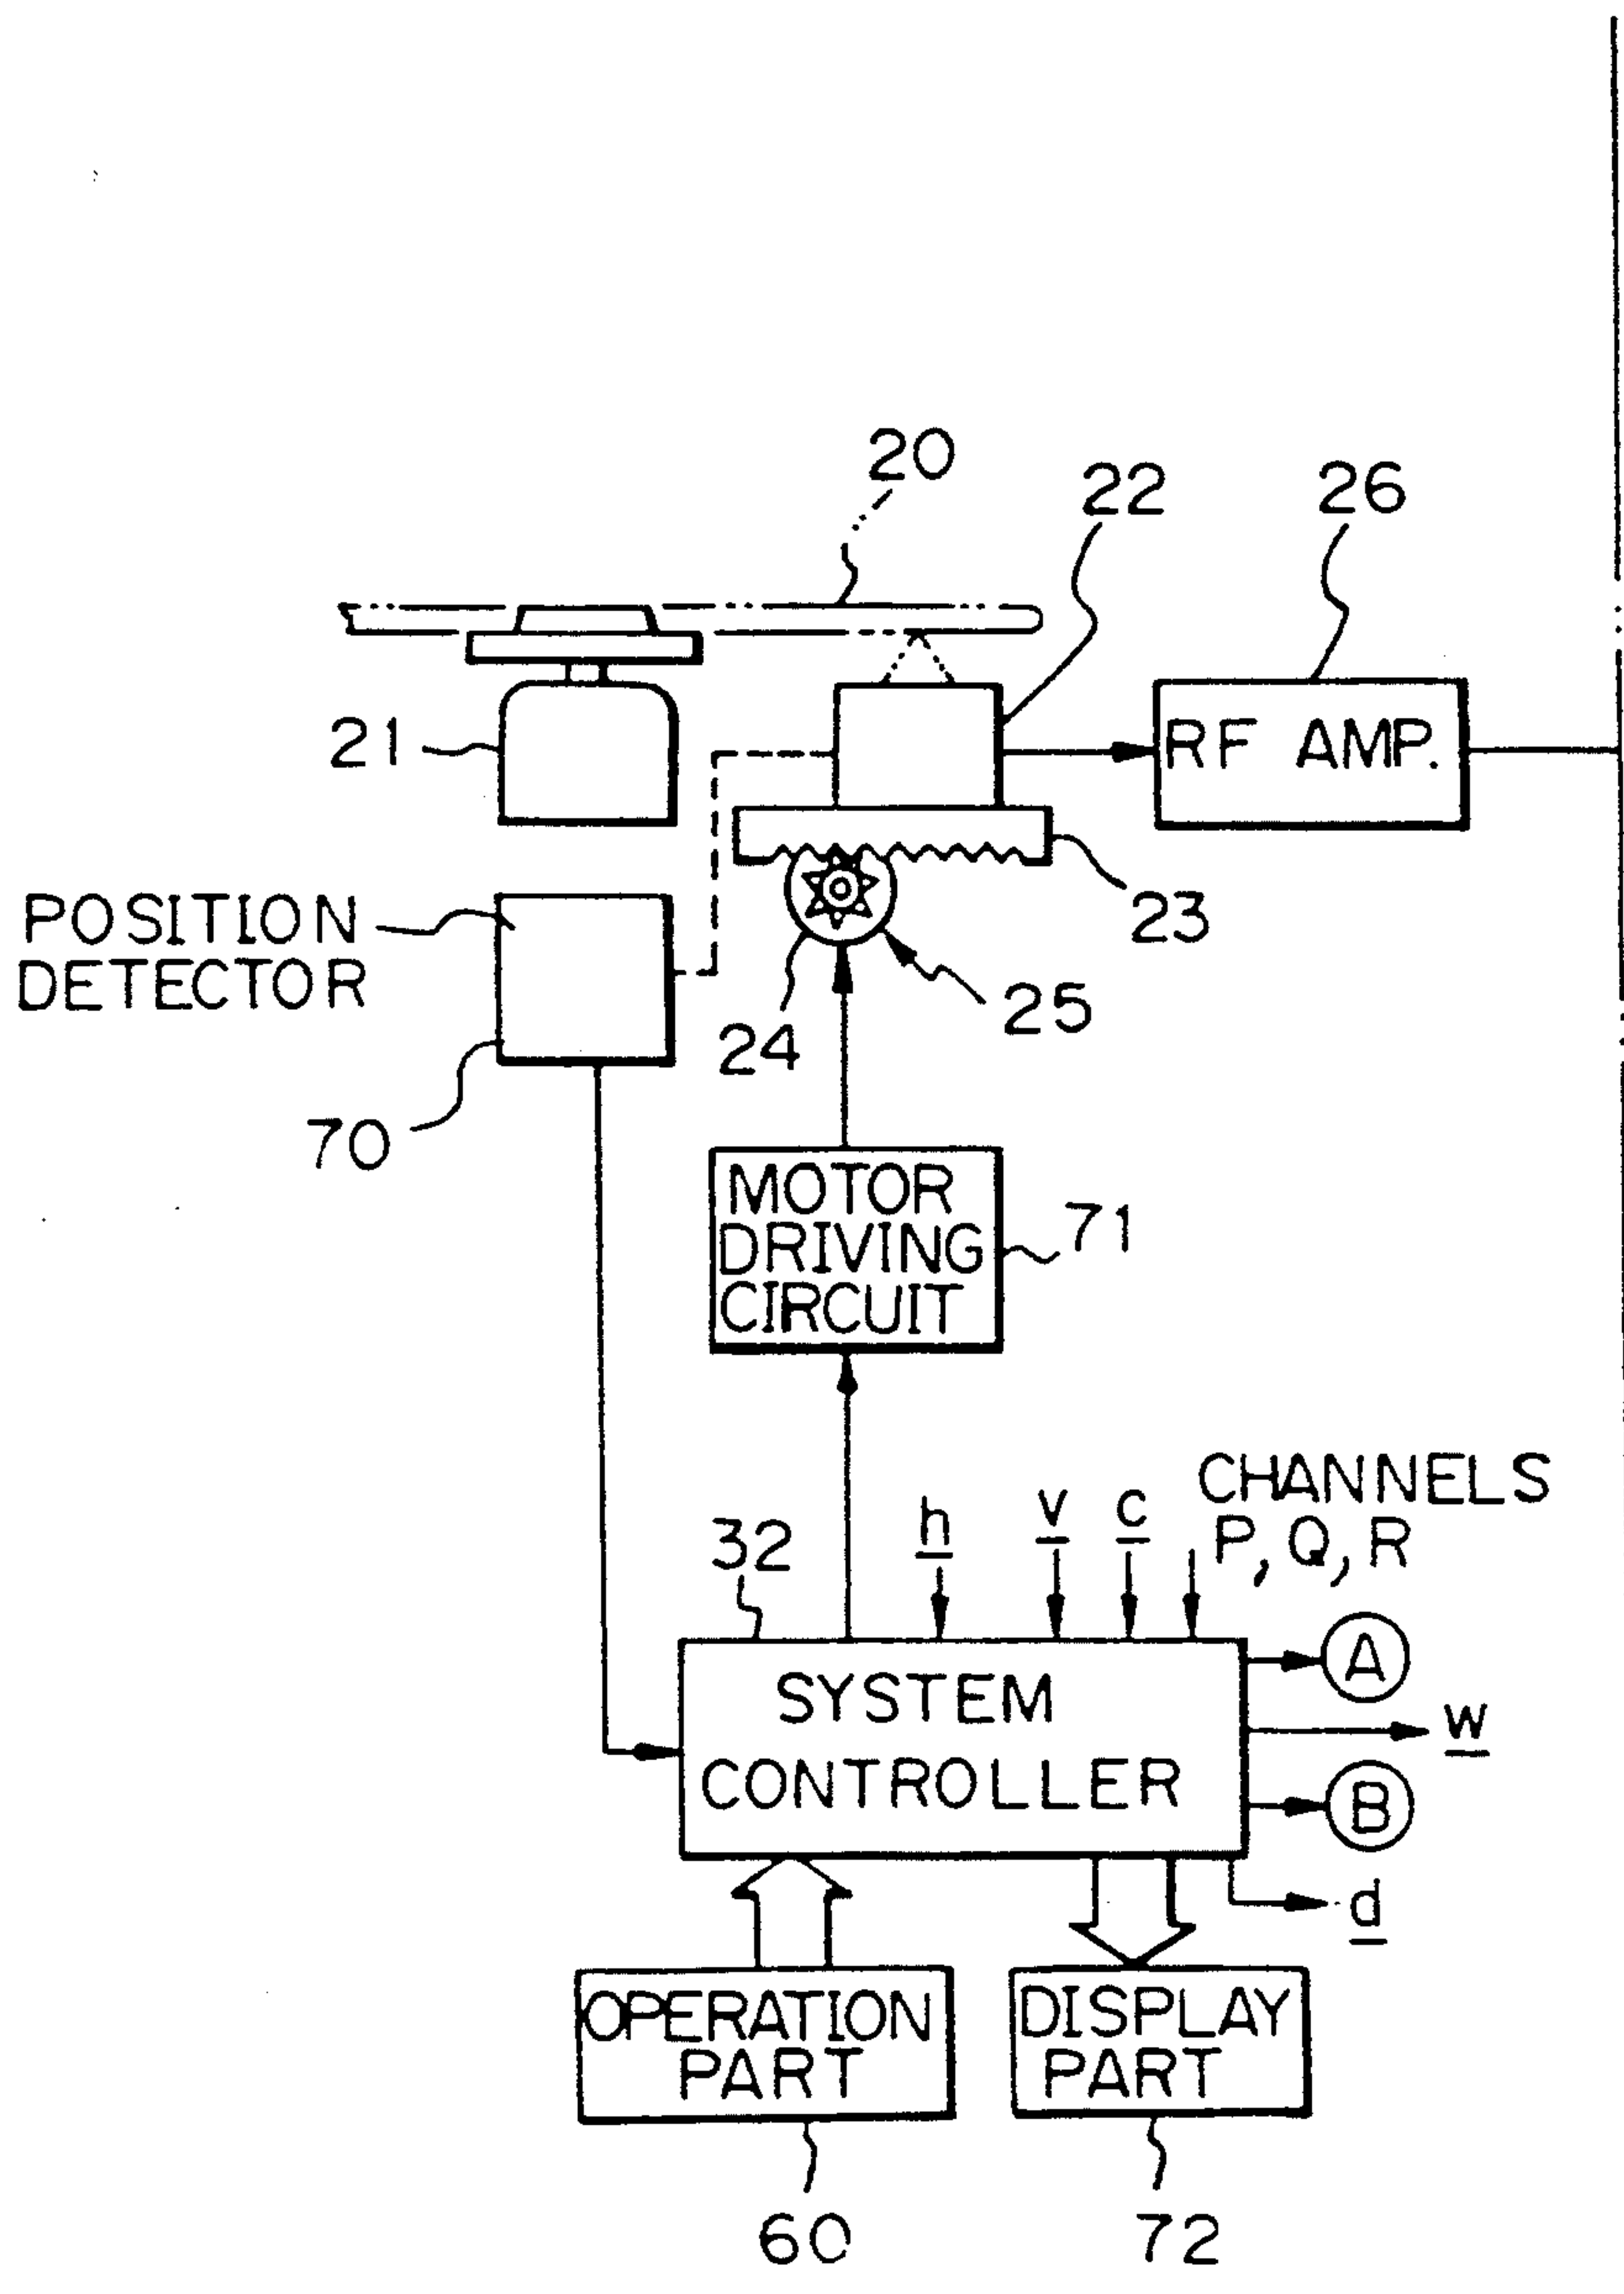 20
22
26
21
RF AMP.
23
POSITION
DETECTOR
24
25
70
MOTOR
DRIVING
CIRCUIT
71
CHANNELS
P, Q, R
32
h
v
c
SYSTEM
CONTROLLER
A
w
B
d
OPERATION
PART
DISPLAY
PART
60
72